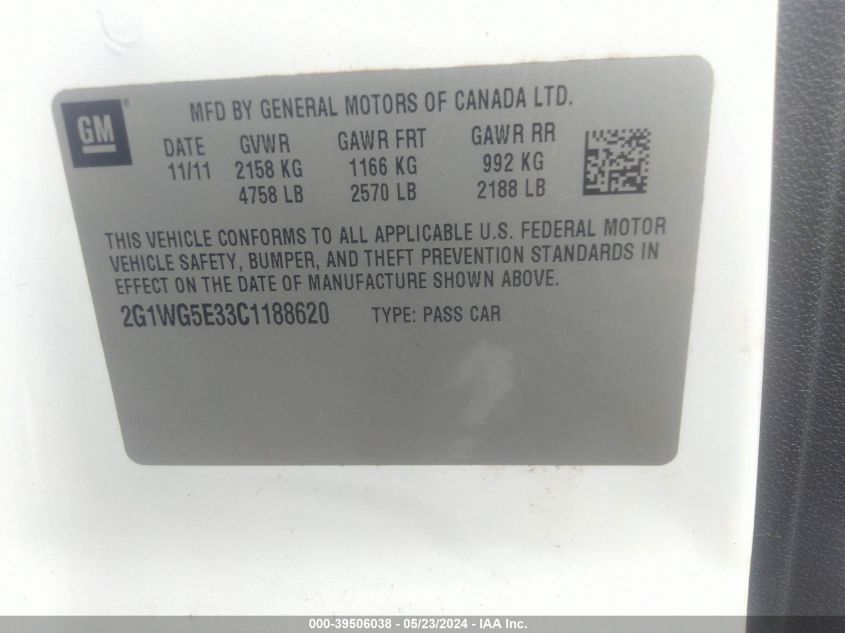 GM ®
MFD BY GENERAL MOTORS OF CANADA LTD.
DATE GVWR GAWR FRT GAWR RR
11/11 2158 KG 1166 KG 992 KG
4758 LB 2570 LB 2188 LB
THIS VEHICLE CONFORMS TO ALL APPLICABLE U.S. FEDERAL MOTOR
VEHICLE SAFETY, BUMPER, AND THEFT PREVENTION STANDARDS IN
EFFECT ON THE DATE OF MANUFACTURE SHOWN ABOVE.
2G1WG5E33C1188620 TYPE: PASS CAR
000-39506038 - 05/23/2024 - IAA Inc.